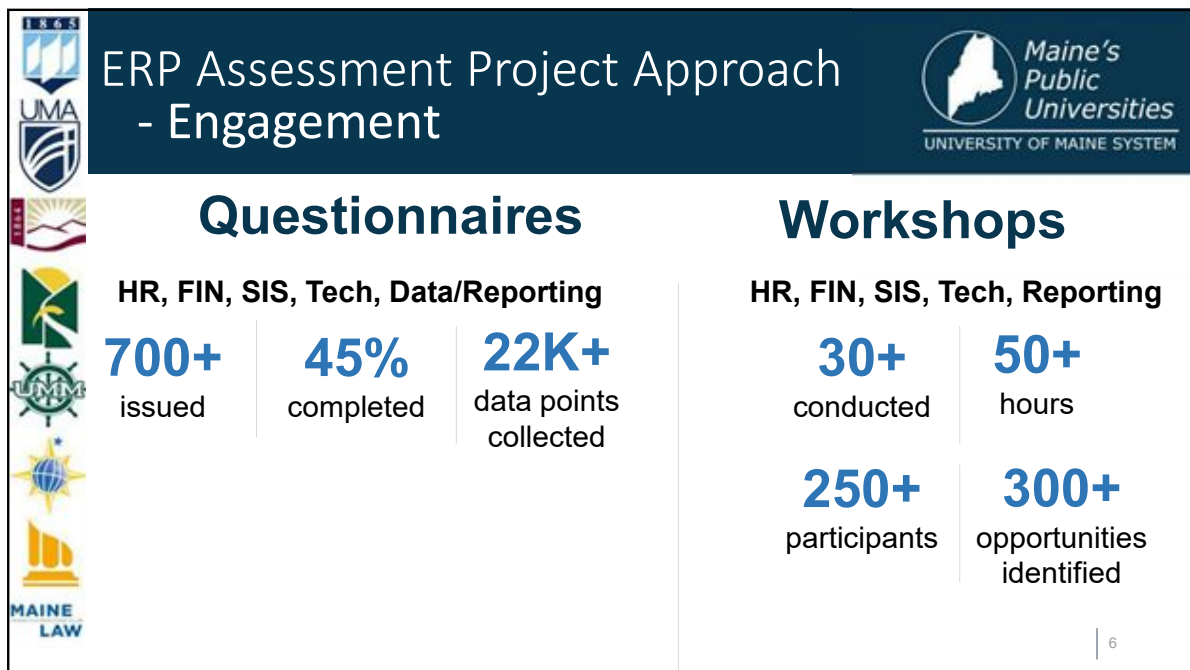 1865
UMA
1864
UMM
MAINE
LAW
ERP Assessment Project Approach
- Engagement
Maine's
Public
Universities
UNIVERSITY OF MAINE SYSTEM
Questionnaires
HR, FIN, SIS, Tech, Data/Reporting
700+
issued
45%
completed
22K+
data points
collected
Workshops
HR, FIN, SIS, Tech, Reporting
30+
conducted
50+
hours
250+
participants
300+
opportunities
identified
6